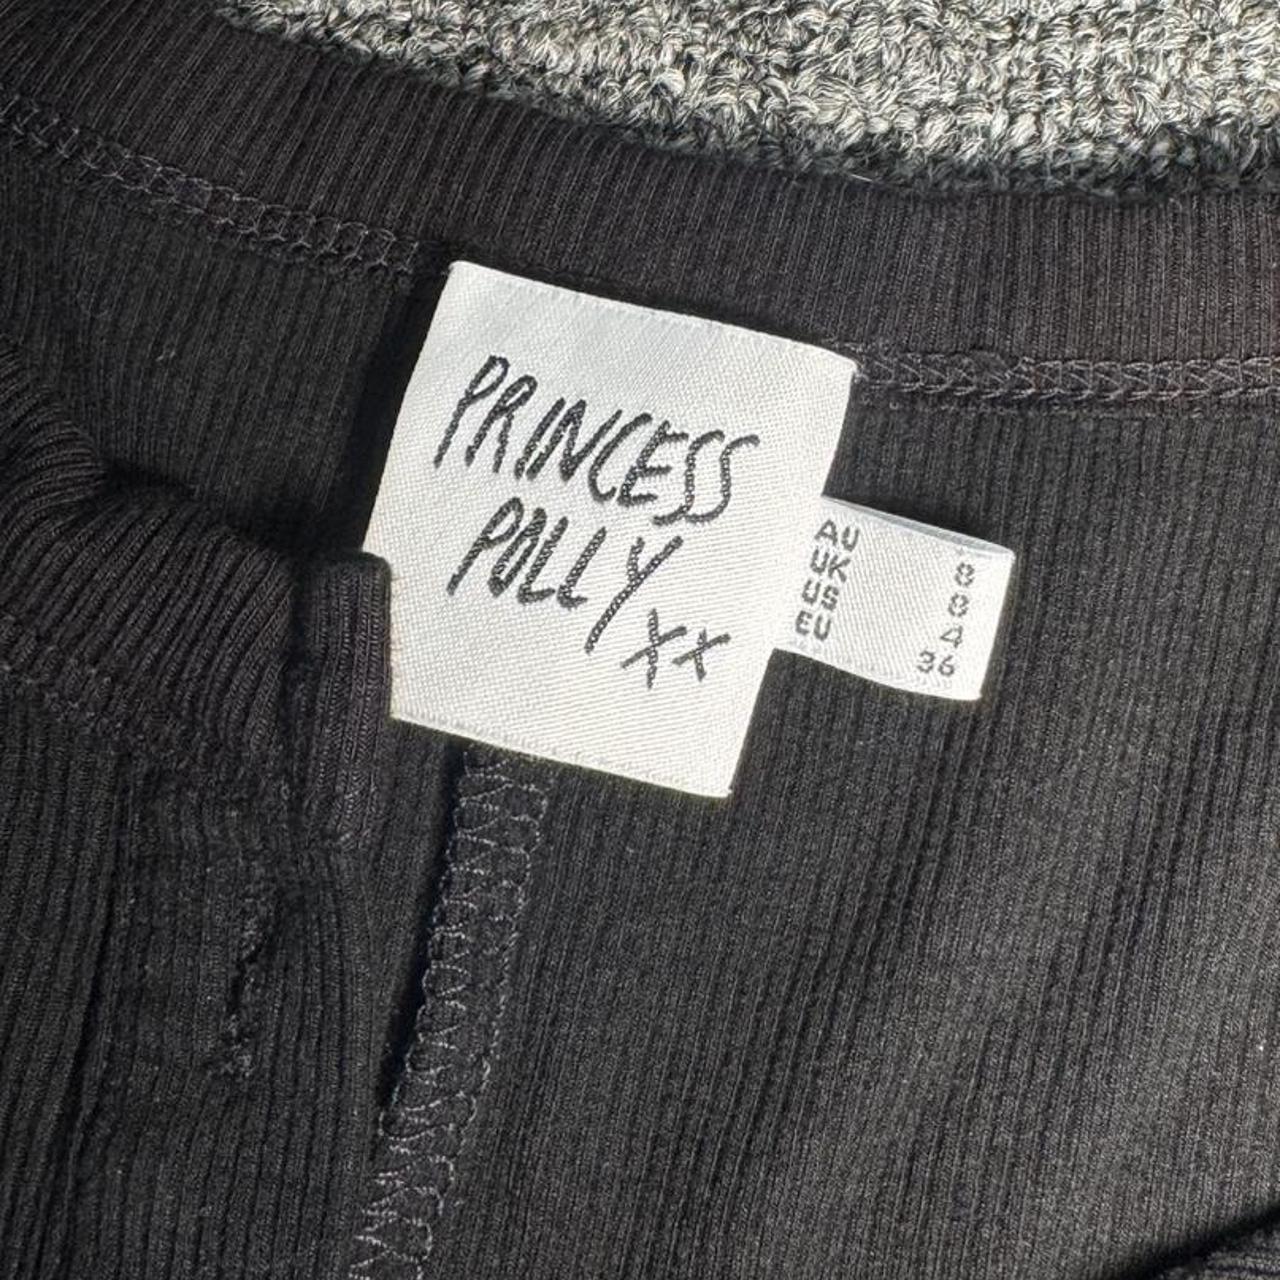 PRINCESS
POLLY
xx
AU 8
UK 8
US 4
EU 36